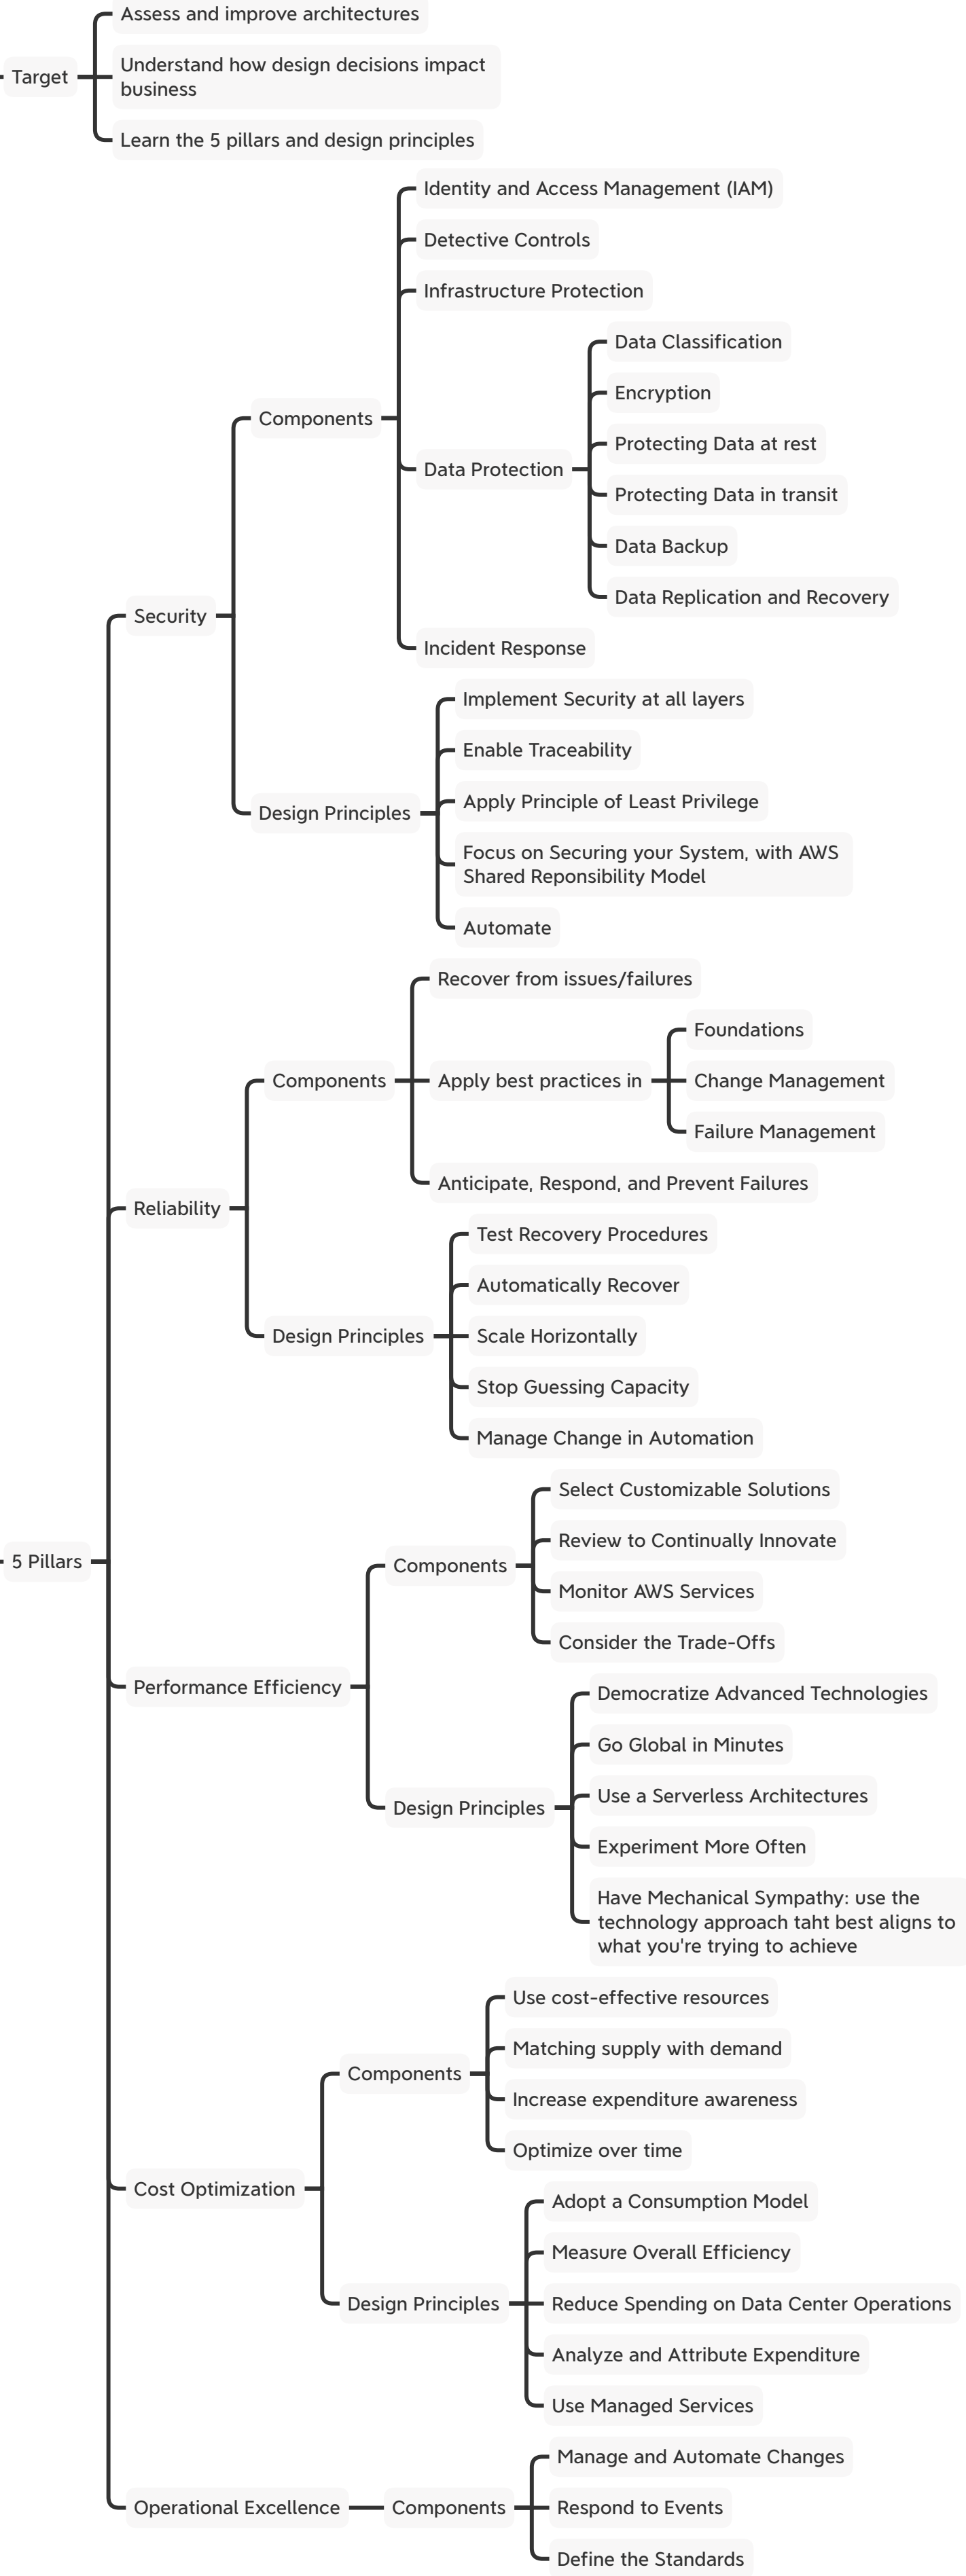 Target
Assess and improve architectures
Understand how design decisions impact
business
Learn the 5 pillars and design principles
5 Pillars
Security
Components
Identity and Access Management (IAM)
Detective Controls
Infrastructure Protection
Data Protection
Data Classification
Encryption
Protecting Data at rest
Protecting Data in transit
Data Backup
Data Replication and Recovery
Incident Response
Design Principles
Implement Security at all layers
Enable Traceability
Apply Principle of Least Privilege
Focus on Securing your System, with AWS
Shared Reponsibility Model
Automate
Reliability
Components
Recover from issues/failures
Apply best practices in
Foundations
Change Management
Failure Management
Anticipate, Respond, and Prevent Failures
Design Principles
Test Recovery Procedures
Automatically Recover
Scale Horizontally
Stop Guessing Capacity
Manage Change in Automation
Performance Efficiency
Components
Select Customizable Solutions
Review to Continually Innovate
Monitor AWS Services
Consider the Trade-Offs
Design Principles
Democratize Advanced Technologies
Go Global in Minutes
Use a Serverless Architectures
Experiment More Often
Have Mechanical Sympathy: use the
technology approach taht best aligns to
what you're trying to achieve
Cost Optimization
Components
Use cost-effective resources
Matching supply with demand
Increase expenditure awareness
Optimize over time
Design Principles
Adopt a Consumption Model
Measure Overall Efficiency
Reduce Spending on Data Center Operations
Analyze and Attribute Expenditure
Use Managed Services
Operational Excellence
Components
Manage and Automate Changes
Respond to Events
Define the Standards